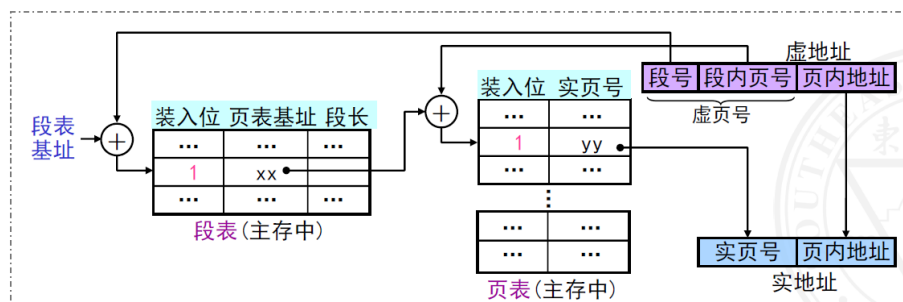 虚地址
段号 段内页号 页内地址
虚页号
装入位 实页号
装入位 页表基址 段长
段表
基址
+
+
... ... ...
1 xx
... ... ...
段表(主存中)
... ...
1 yy
... ...
⋮
... ...
... ...
页表(主存中)
实页号 页内地址
实地址
SOUTHEA
東